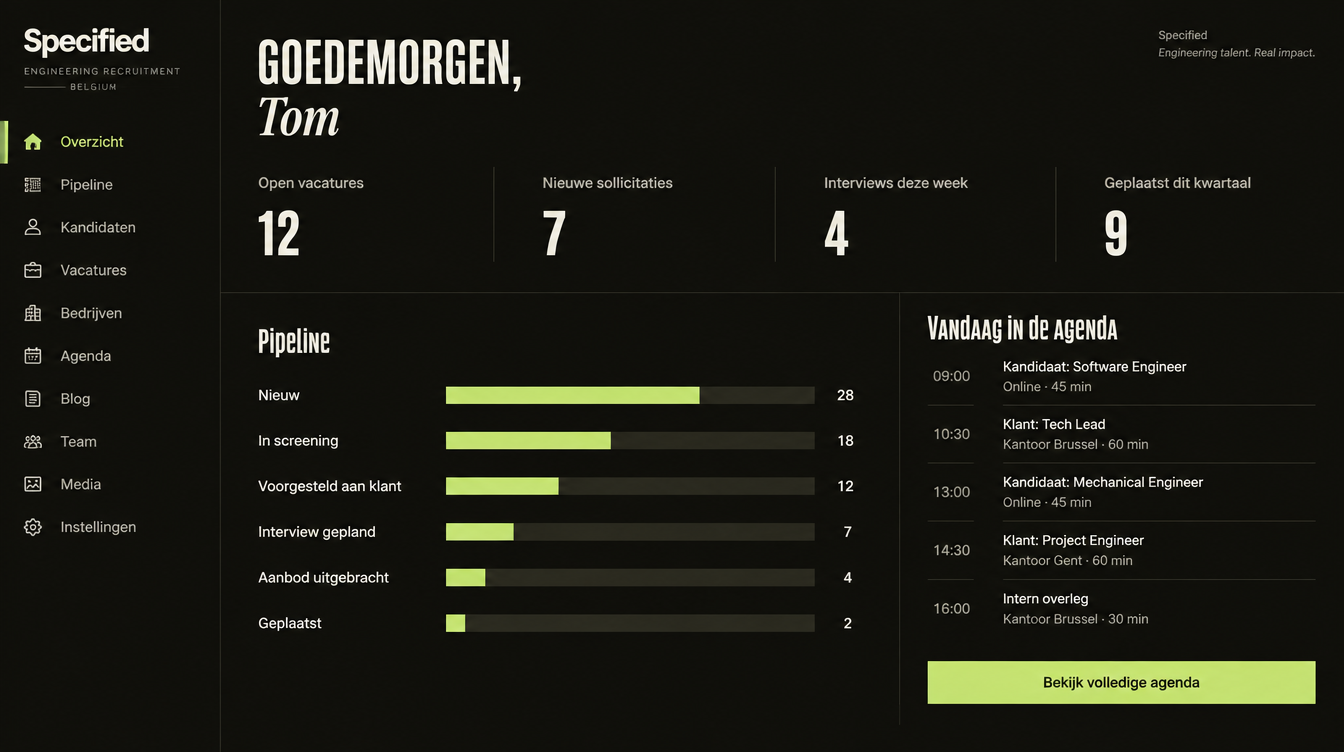 Specified
ENGINEERING RECRUITMENT
BELGIUM
Overzicht
Pipeline
Kandidaten
Vacatures
Bedrijven
Agenda
Blog
Team
Media
Instellingen
GOEDEMORGEN,
Tom
Specified
Engineering talent. Real impact.
Open vacatures
12
Nieuwe sollicitaties
7
Interviews deze week
4
Geplaatst dit kwartaal
9
Pipeline
Nieuw 28
In screening 18
Voorgesteld aan klant 12
Interview gepland 7
Aanbod uitgebracht 4
Geplaatst 2
Vandaag in de agenda
09:00 Kandidaat: Software Engineer
Online · 45 min
10:30 Klant: Tech Lead
Kantoor Brussel · 60 min
13:00 Kandidaat: Mechanical Engineer
Online · 45 min
14:30 Klant: Project Engineer
Kantoor Gent · 60 min
16:00 Intern overleg
Kantoor Brussel · 30 min
Bekijk volledige agenda